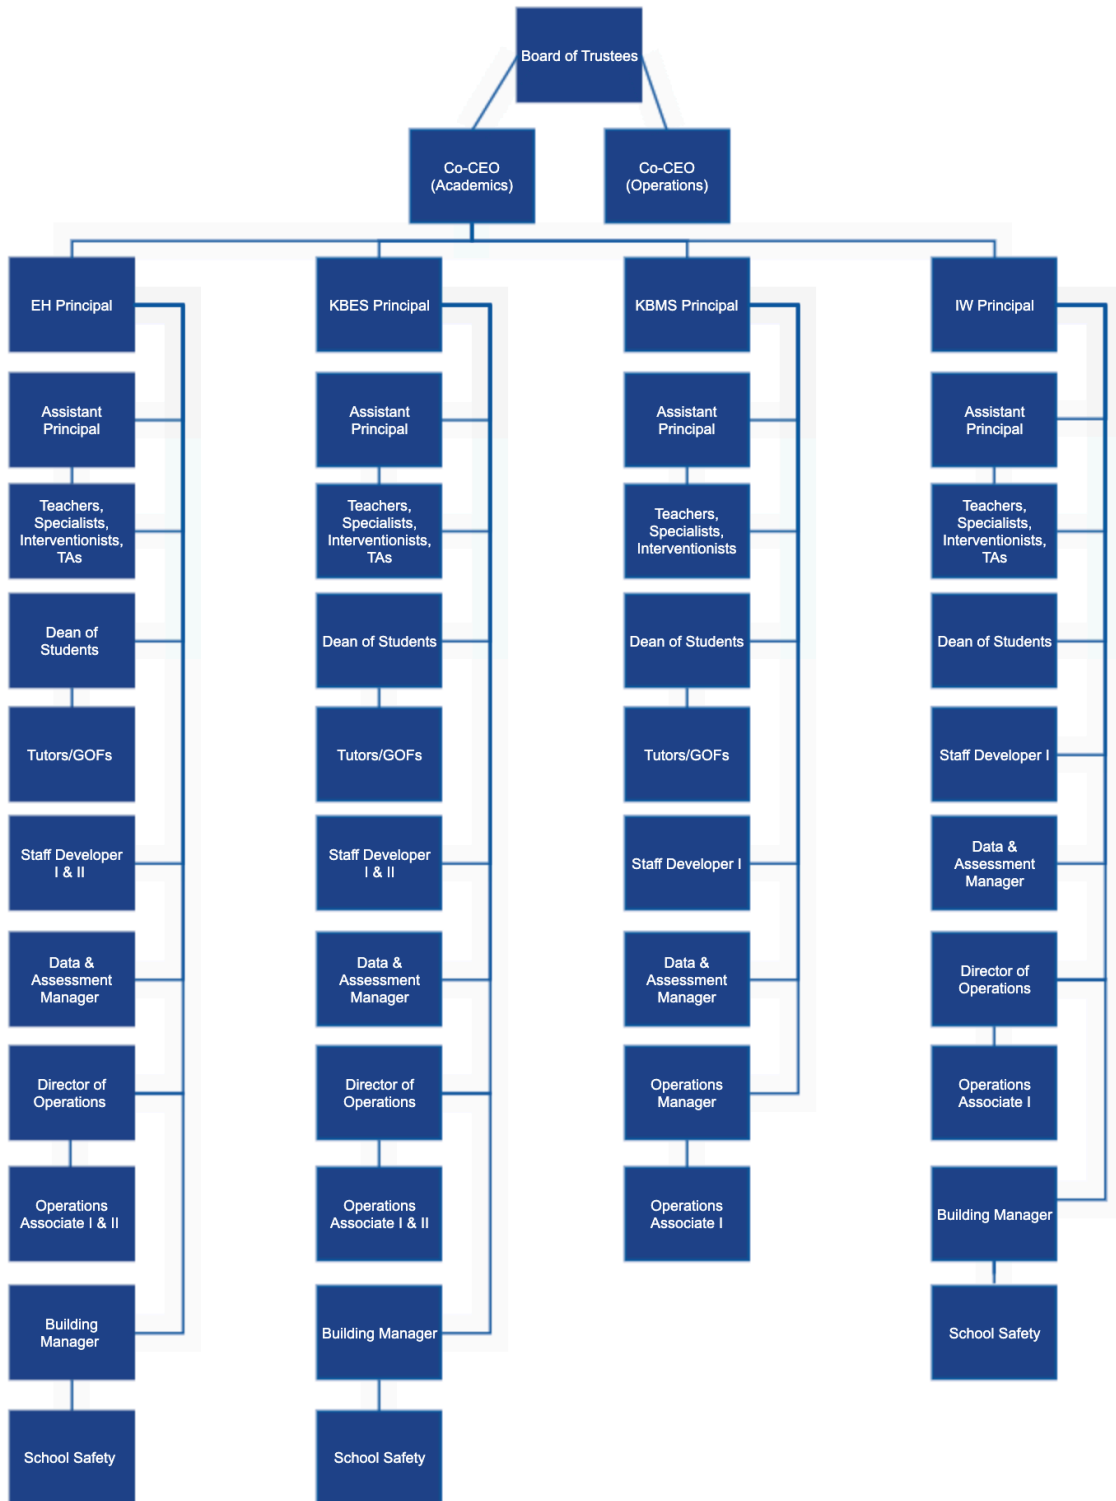 Board of Trustees
Co-CEO
(Academics)
Co-CEO
(Operations)
EH Principal
KBES Principal
KBMS Principal
IW Principal
Assistant
Principal
Assistant
Principal
Assistant
Principal
Assistant
Principal
Teachers,
Specialists,
Interventionists,
TAs
Teachers,
Specialists,
Interventionists,
TAs
Teachers,
Specialists,
Interventionists
Teachers,
Specialists,
Interventionists,
TAs
Dean of
Students
Dean of Students
Dean of Students
Dean of Students
Tutors/GOFs
Tutors/GOFs
Tutors/GOFs
Staff Developer I
Staff Developer
I & II
Staff Developer
I & II
Staff Developer I
Data &
Assessment
Manager
Data &
Assessment
Manager
Data &
Assessment
Manager
Data &
Assessment
Manager
Director of
Operations
Director of
Operations
Director of
Operations
Operations
Manager
Operations
Associate I
Operations
Associate I & II
Operations
Associate I & II
Operations
Associate I
Building Manager
Building
Manager
Building Manager
School Safety
School Safety
School Safety